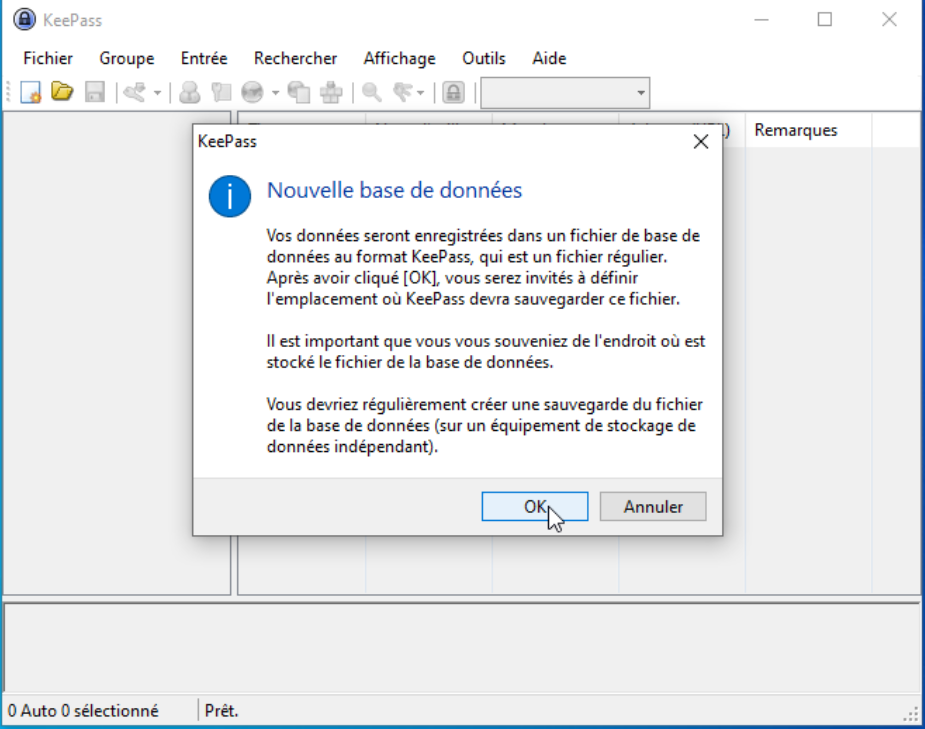 KeePass
Fichier Groupe Entrée Rechercher Affichage Outils Aide
Remarques
KeePass
Nouvelle base de données
Vos données seront enregistrées dans un fichier de base de
données au format KeePass, qui est un fichier régulier.
Après avoir cliqué [OK], vous serez invités à définir
l'emplacement où KeePass devra sauvegarder ce fichier.
Il est important que vous vous souveniez de l'endroit où est
stocké le fichier de la base de données.
Vous devriez régulièrement créer une sauvegarde du fichier
de la base de données (sur un équipement de stockage de
données indépendant).
OK Annuler
0 Auto 0 sélectionné Prêt.